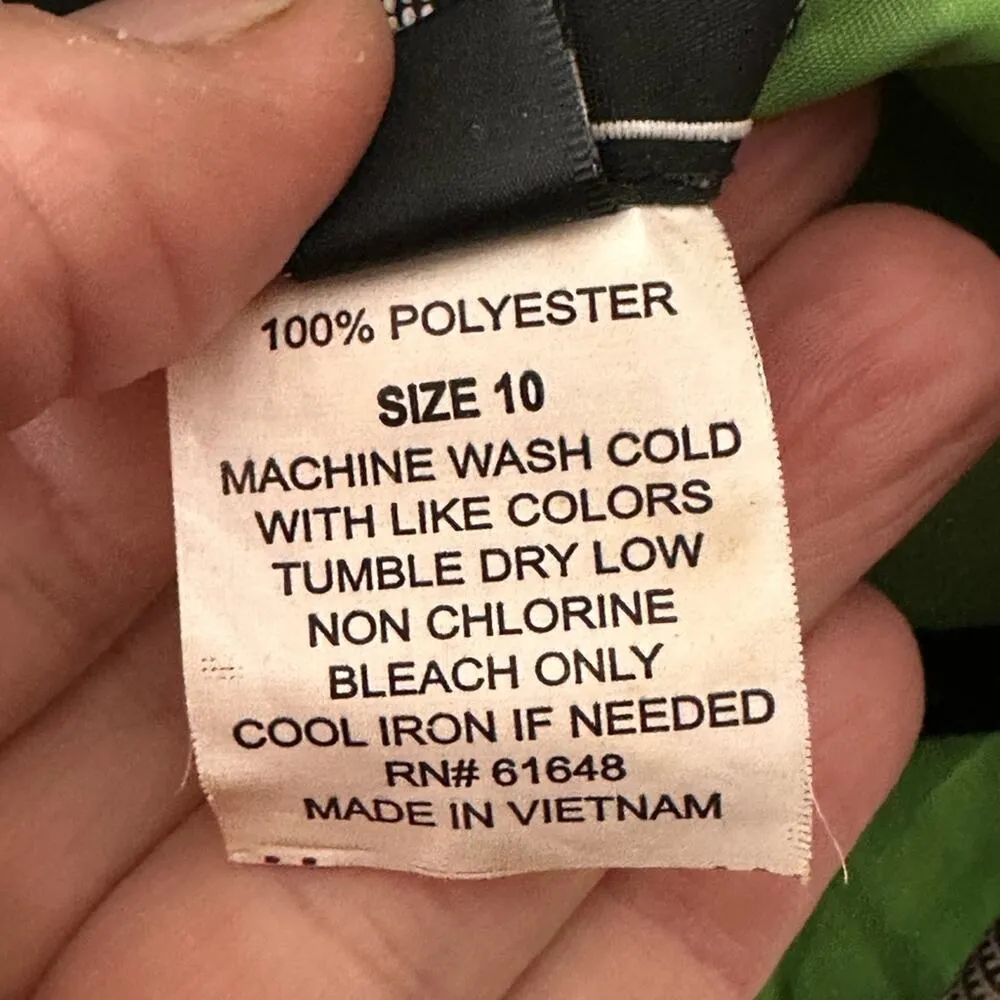 100% POLYESTER
SIZE 10
MACHINE WASH COLD
WITH LIKE COLORS
TUMBLE DRY LOW
NON CHLORINE
BLEACH ONLY
COOL IRON IF NEEDED
RN# 61648
MADE IN VIETNAM